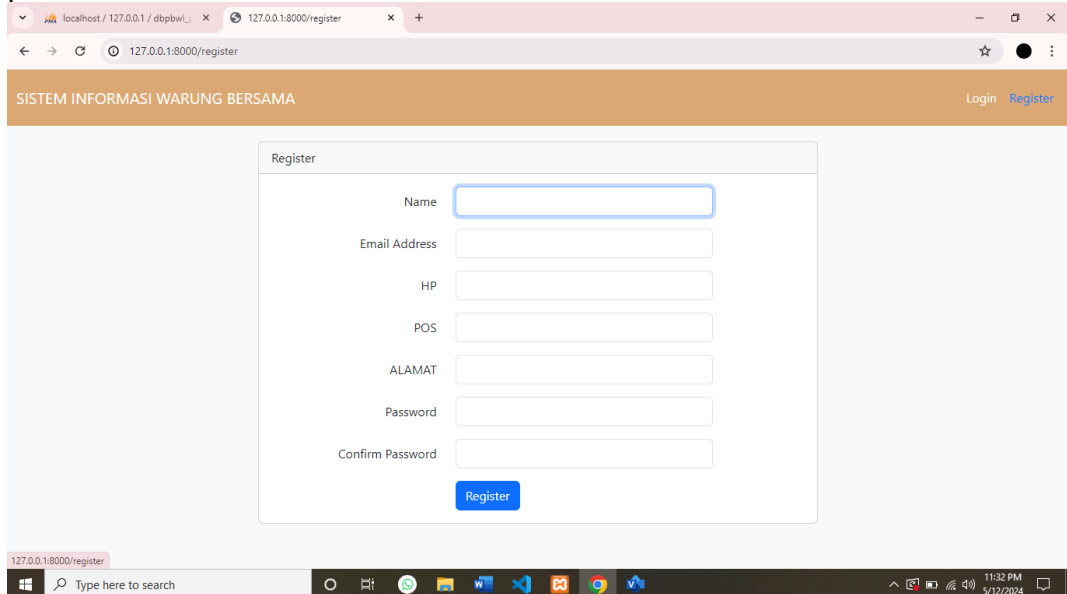 localhost / 127.0.0.1 / dbpbwl_
127.0.0.1:8000/register
127.0.0.1:8000/register
SISTEM INFORMASI WARUNG BERSAMA
Login Register
Register
Name
Email Address
HP
POS
ALAMAT
Password
Confirm Password
Register
127.0.0.1:8000/register
Type here to search
11:32 PM
5/12/2024